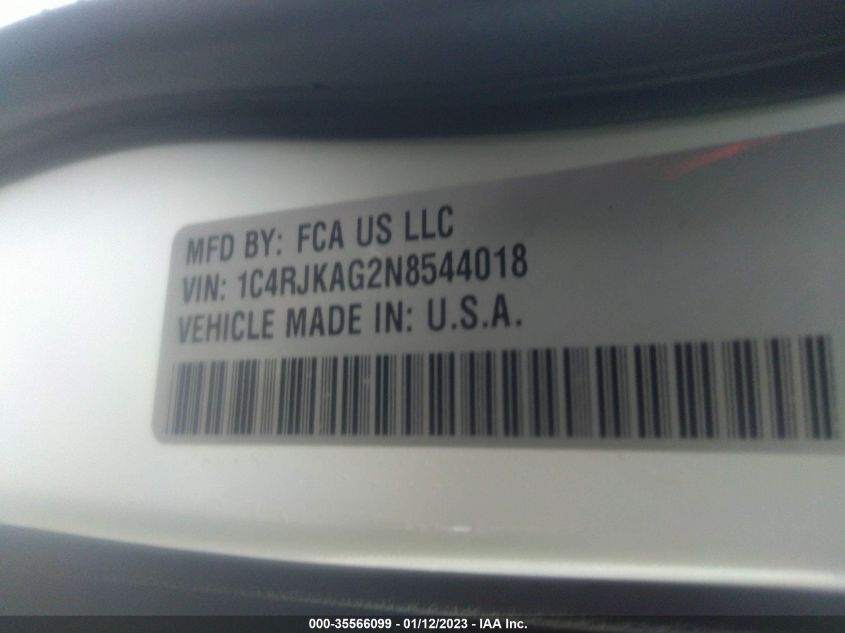 MFD BY: FCA US LLC
VIN: 1C4RJKAG2N8544018
VEHICLE MADE IN: U.S.A.
000-35566099 - 01/12/2023 - IAA Inc.